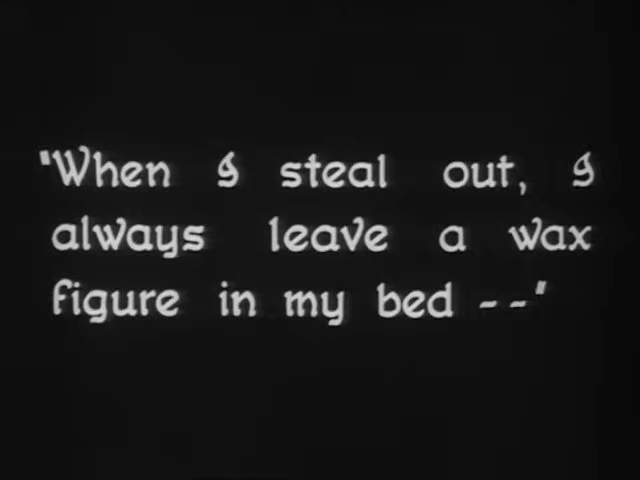 "When I steal out, I
always leave a wax
figure in my bed --"